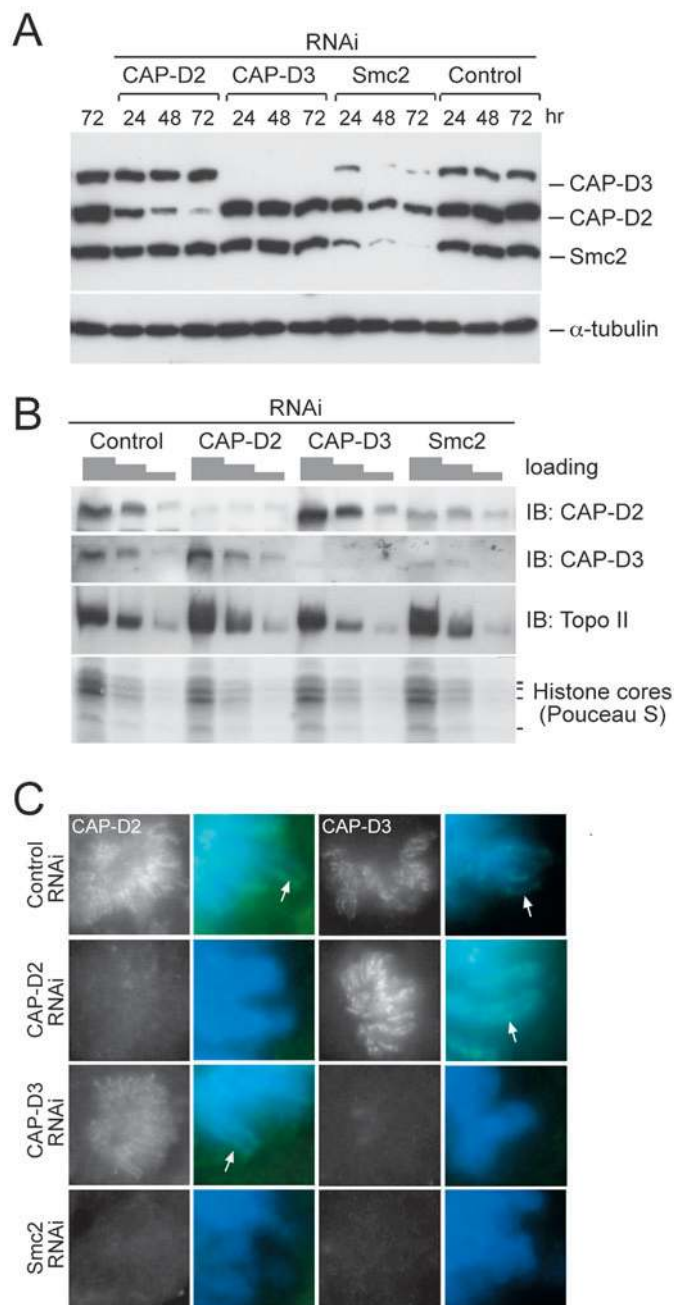 A
RNAi
CAP-D2 CAP-D3 Smc2 Control
72 24 48 72 24 48 72 24 48 72 24 48 72 hr
CAP-D3
CAP-D2
Smc2
α-tubulin
B
RNAi
Control CAP-D2 CAP-D3 Smc2
loading
IB: CAP-D2
IB: CAP-D3
IB: Topo II
Histone cores
(Pouceau S)
C
CAP-D2 CAP-D3
Control
RNAi
CAP-D2
RNAi
CAP-D3
RNAi
Smc2
RNAi